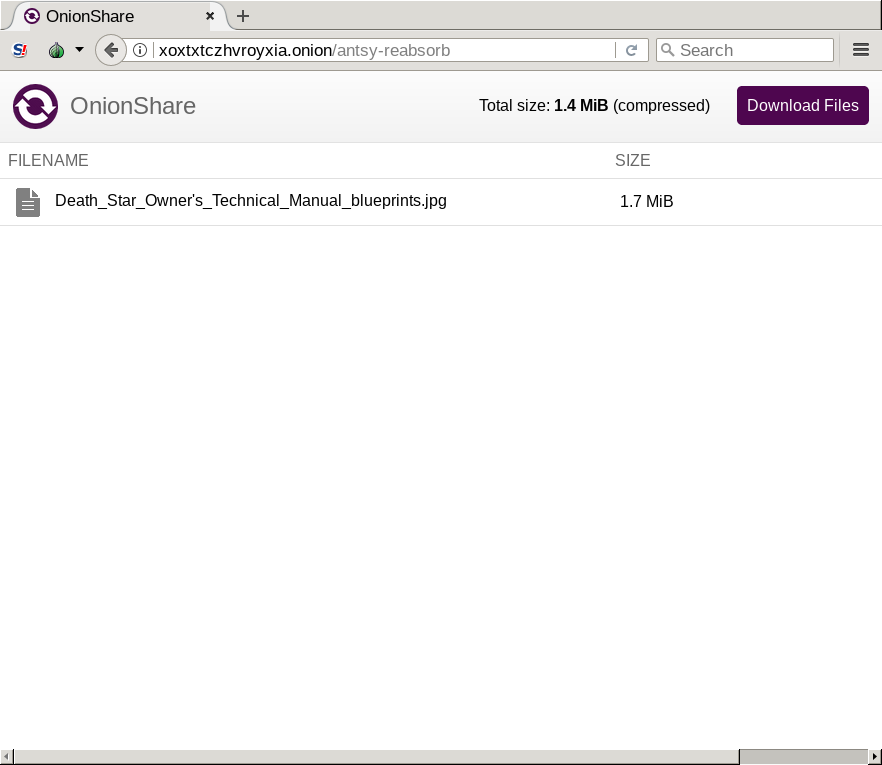 OnionShare
xoxtxtczhvroyxia.onion/antsy-reabsorb
Search
OnionShare
Total size: 1.4 MiB (compressed)
Download Files
FILENAME SIZE
Death_Star_Owner's_Technical_Manual_blueprints.jpg 1.7 MiB